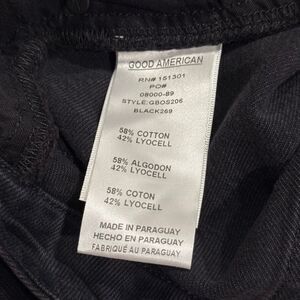 GOOD AMERICAN
RN# 151301
PO#
08000-89
STYLE:GBOS206
BLACK269
58% COTTON
42% LYOCELL
58% ALGODON
42% LYOCELL
58% COTON
42% LYOCELL
MADE IN PARAGUAY
HECHO EN PARAGUAY
FABRIQUÉ AU PARAGUAY